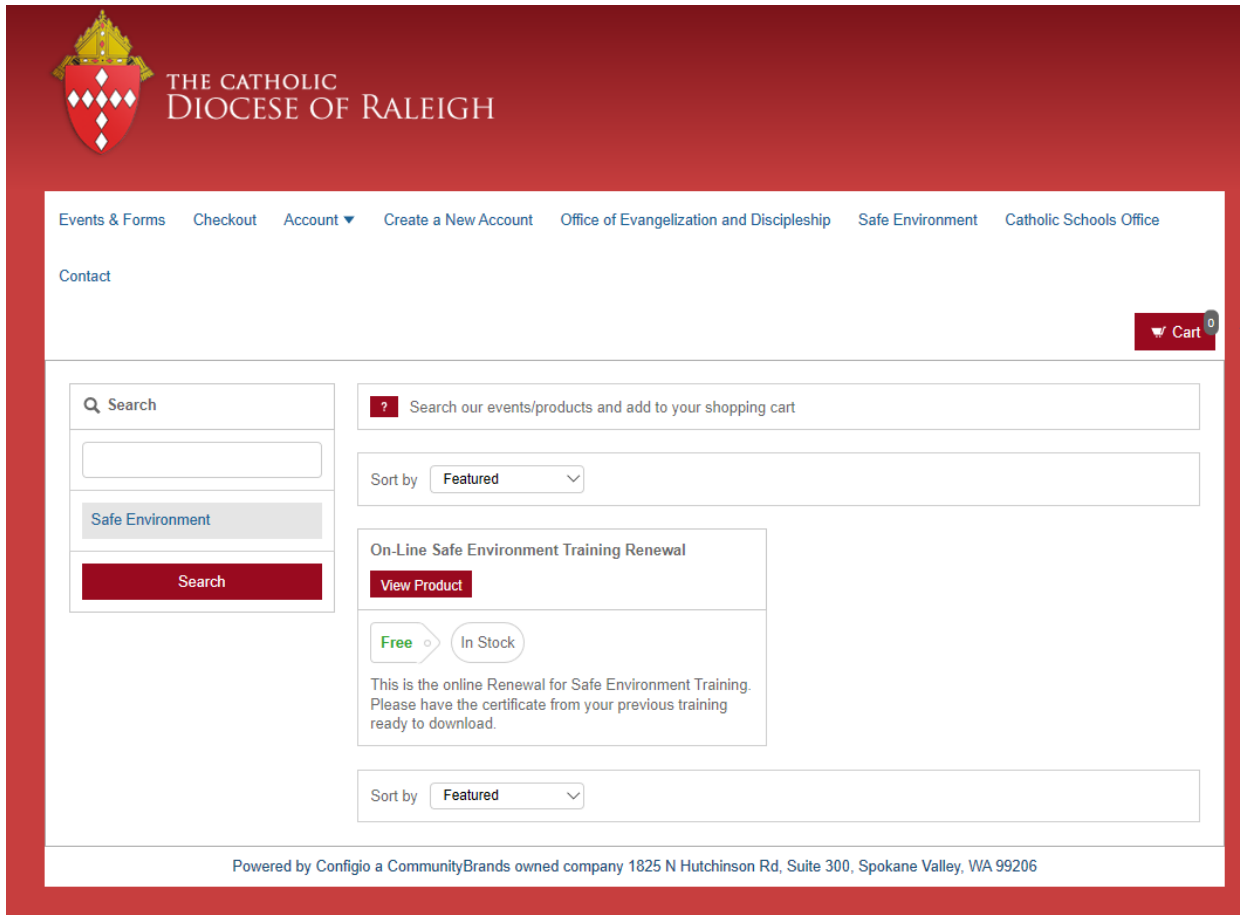 THE CATHOLIC
DIOCESE OF RALEIGH
Events & Forms Checkout Account Create a New Account Office of Evangelization and Discipleship Safe Environment Catholic Schools Office
Contact
Cart 0
Search
? Search our events/products and add to your shopping cart
Sort by Featured
Safe Environment
Search
On-Line Safe Environment Training Renewal
View Product
Free In Stock
This is the online Renewal for Safe Environment Training.
Please have the certificate from your previous training
ready to download.
Sort by Featured
Powered by Configio a CommunityBrands owned company 1825 N Hutchinson Rd, Suite 300, Spokane Valley, WA 99206